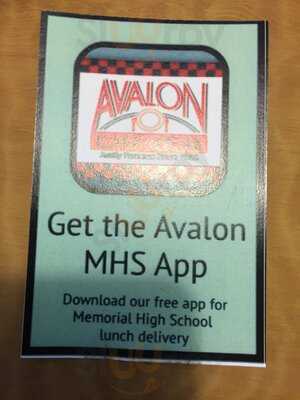 AVALON
Get the Avalon
MHS App
Download our free app for
Memorial High School
lunch delivery